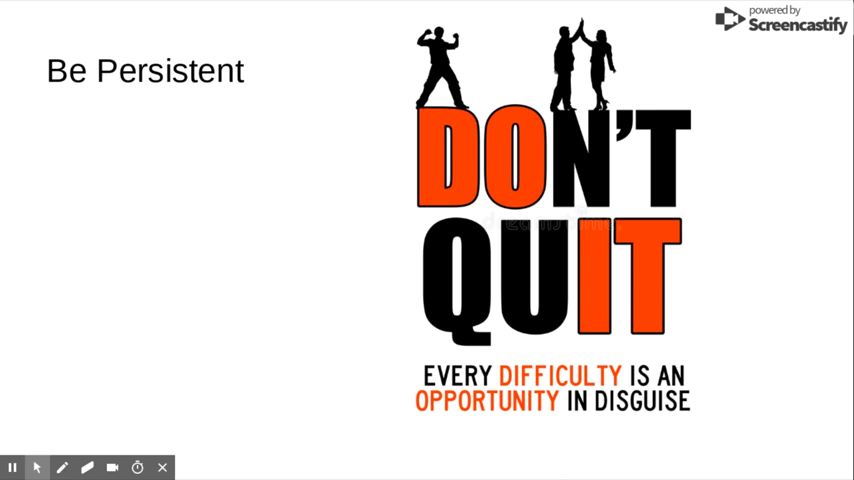 powered by
Screencastify
Be Persistent
DON'T
QUIT
EVERY DIFFICULTY IS AN
OPPORTUNITY IN DISGUISE